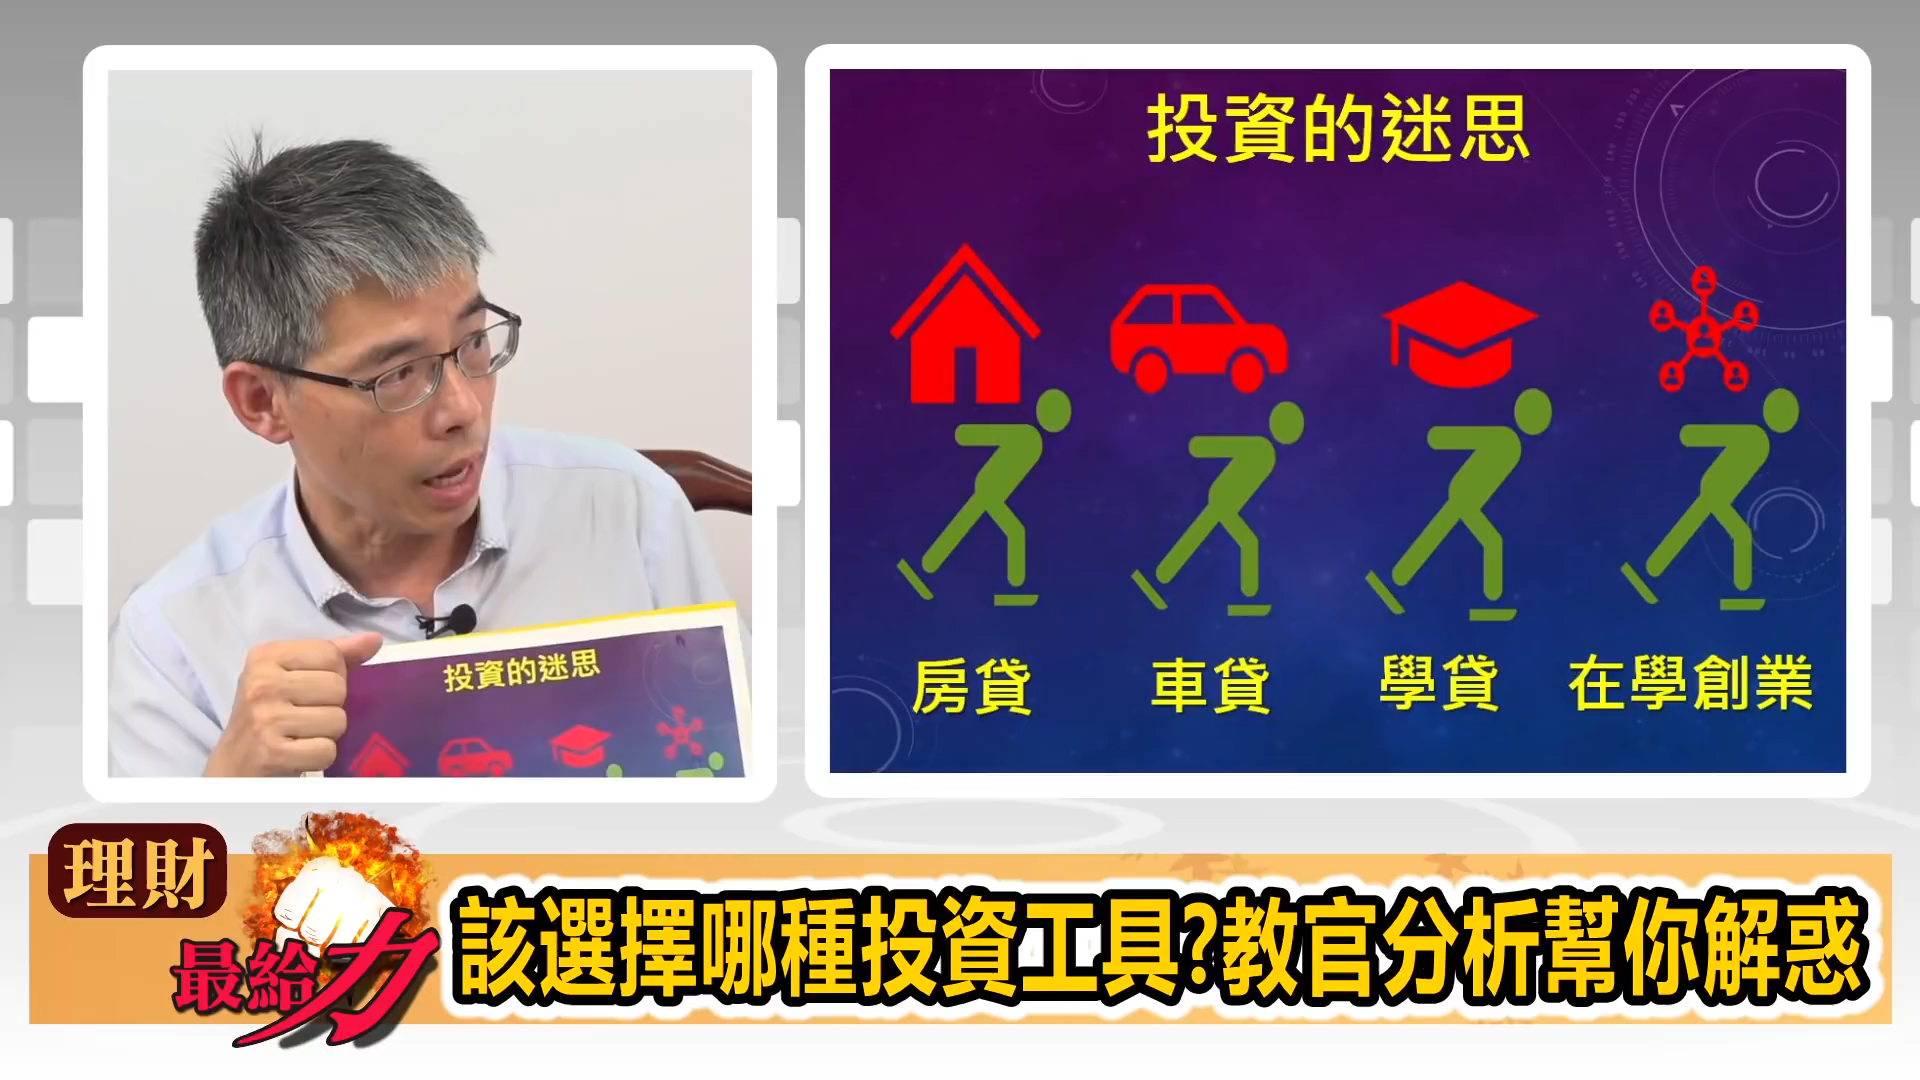 投資的迷思
房貸 車貸 學貸 在學創業
投資的迷思
理財
最給力
該選擇哪種投資工具?教官分析幫你解惑